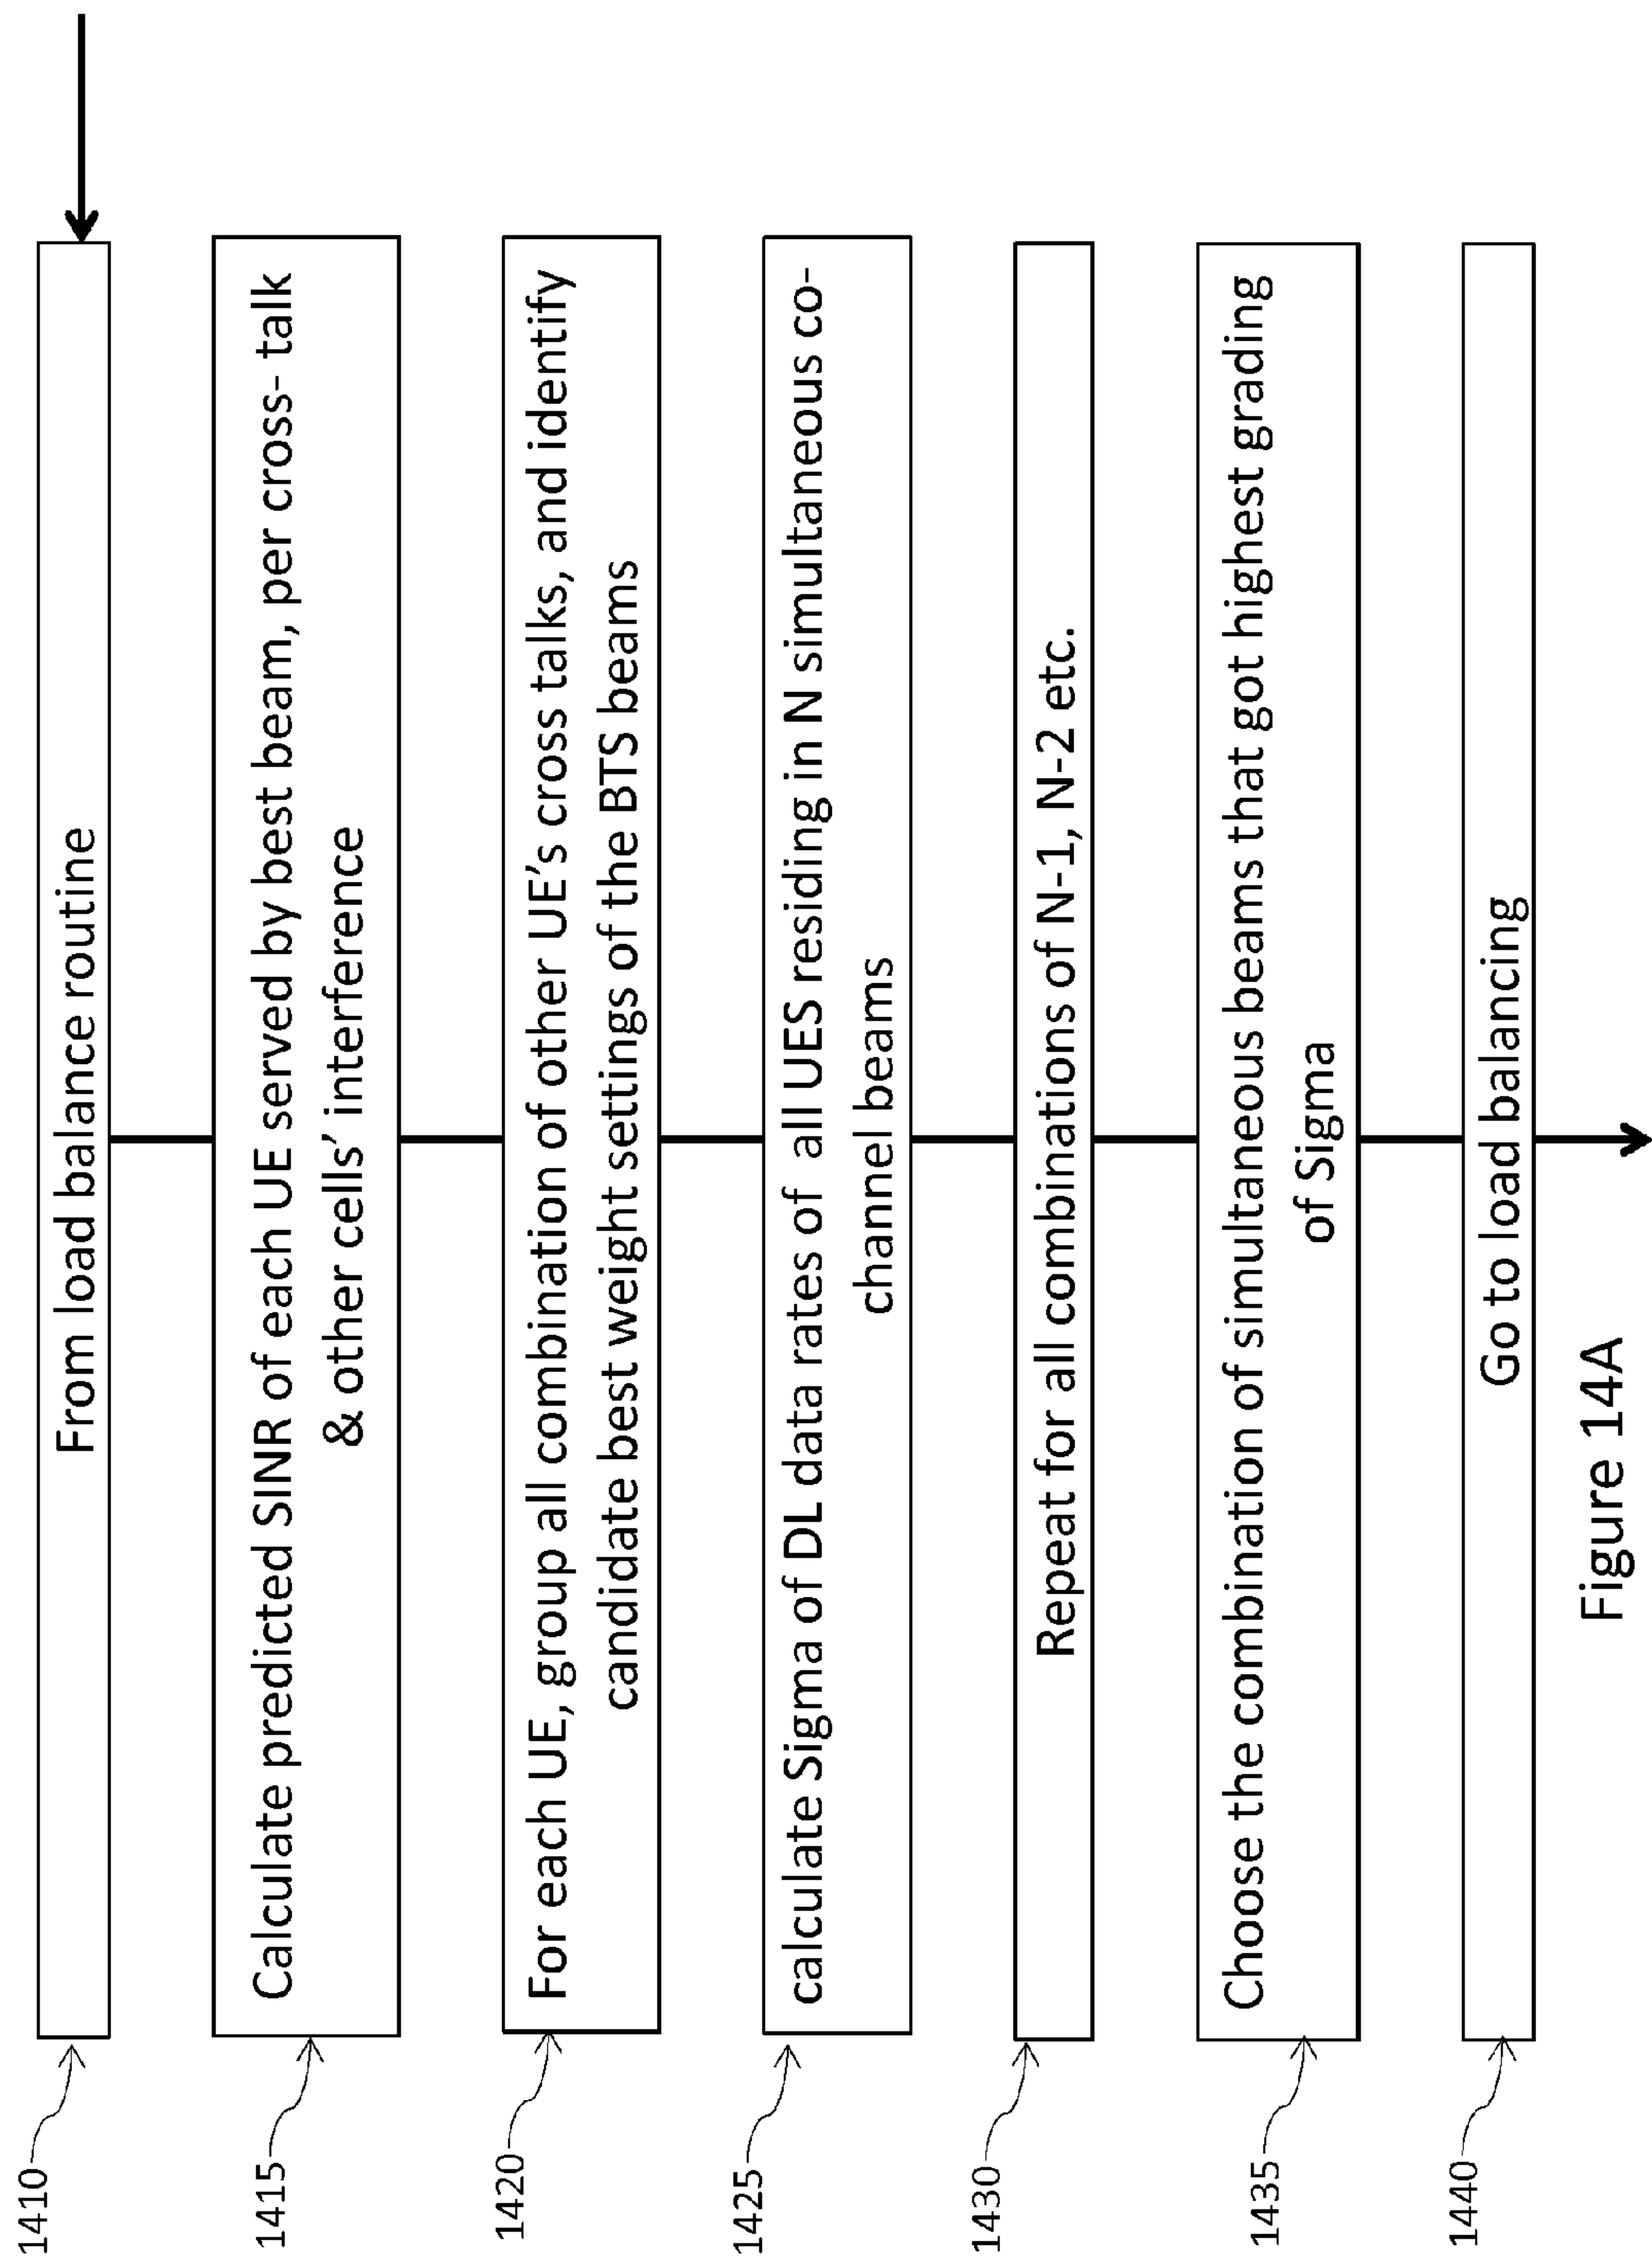 1410
From load balance routine
1415
Calculate predicted SINR of each UE served by best beam, per cross- talk
& other cells' interference
1420
For each UE, group all combination of other UE's cross talks, and identify
candidate best weight settings of the BTS beams
1425
calculate Sigma of DL data rates of all UES residing in N simultaneous co-
channel beams
1430
Repeat for all combinations of N-1, N-2 etc.
1435
Choose the combination of simultaneous beams that got highest grading
of Sigma
1440
Go to load balancing
Figure 14A